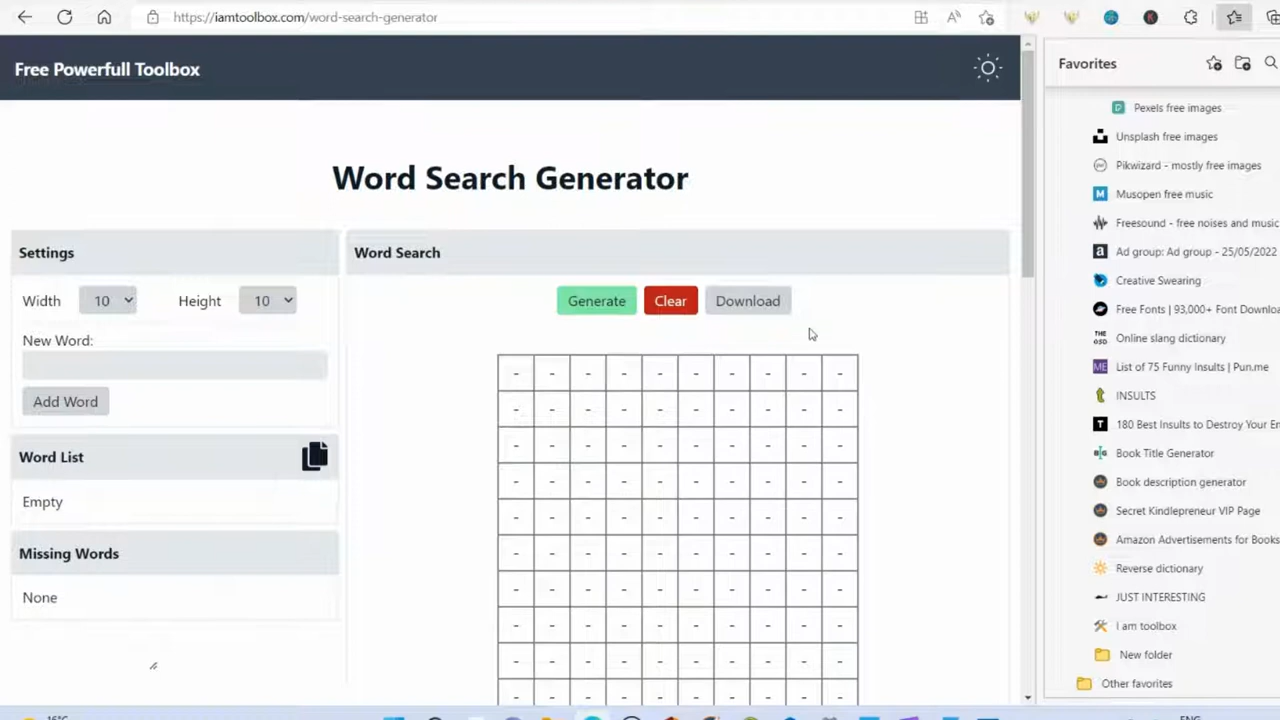 https://iamtoolbox.com/word-search-generator
Free Powerfull Toolbox
Word Search Generator
Settings
Width 10 Height 10
New Word:
Add Word
Word List
Empty
Missing Words
None
Word Search
Generate Clear Download
- - - - - - - - - -
- - - - - - - - - -
- - - - - - - - - -
- - - - - - - - - -
- - - - - - - - - -
- - - - - - - - - -
- - - - - - - - - -
- - - - - - - - - -
- - - - - - - - - -
- - - - - - - - - -
Favorites
Pexels free images
Unsplash free images
Pikwizard - mostly free images
Musopen free music
Freesound - free noises and music
Ad group: Ad group - 25/05/2022
Creative Swearing
Free Fonts | 93,000+ Font Downloa
Online slang dictionary
List of 75 Funny Insults | Pun.me
INSULTS
180 Best Insults to Destroy Your En
Book Title Generator
Book description generator
Secret Kindlepreneur VIP Page
Amazon Advertisements for Books
Reverse dictionary
JUST INTERESTING
I am toolbox
New folder
Other favorites
16°C
ENG